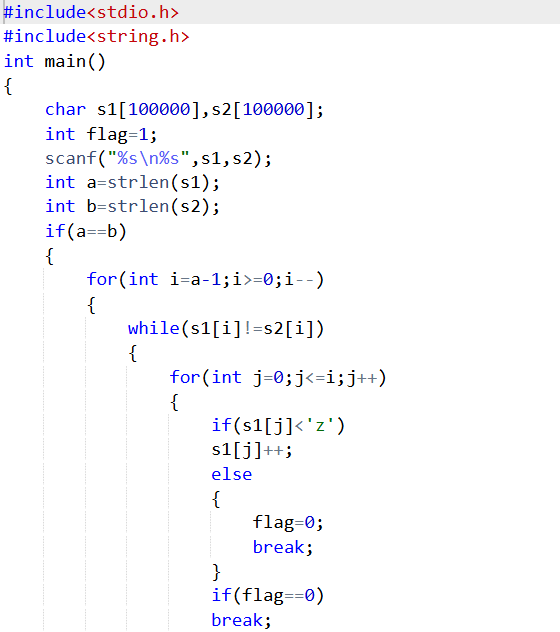 #include<stdio.h>
#include<string.h>
int main()
{
    char s1[100000],s2[100000];
    int flag=1;
    scanf("%s\n%s",s1,s2);
    int a=strlen(s1);
    int b=strlen(s2);
    if(a==b)
    {
        for(int i=a-1;i>=0;i--)
        {
            while(s1[i]!=s2[i])
            {
                for(int j=0;j<=i;j++)
                {
                    if(s1[j]<'z')
                    s1[j]++;
                    else
                    {
                        flag=0;
                        break;
                    }
                    if(flag==0)
                    break;